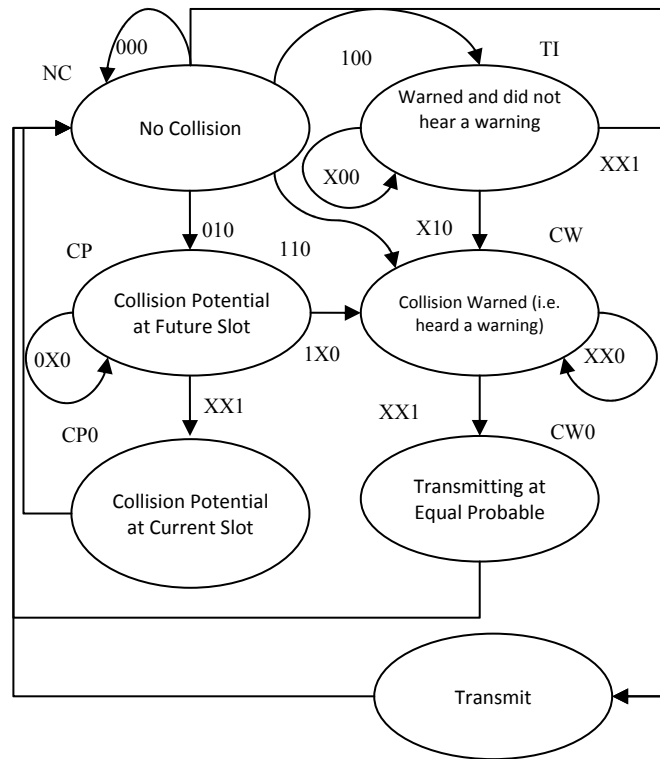 000
NC
100
TI
No Collision
Warned and did not
hear a warning
X00
XX1
010
CP
110
X10
CW
Collision Potential
at Future Slot
Collision Warned (i.e.
heard a warning)
0X0
1X0
XX0
XX1
CP0
XX1
CW0
Collision Potential
at Current Slot
Transmitting at
Equal Probable
Transmit